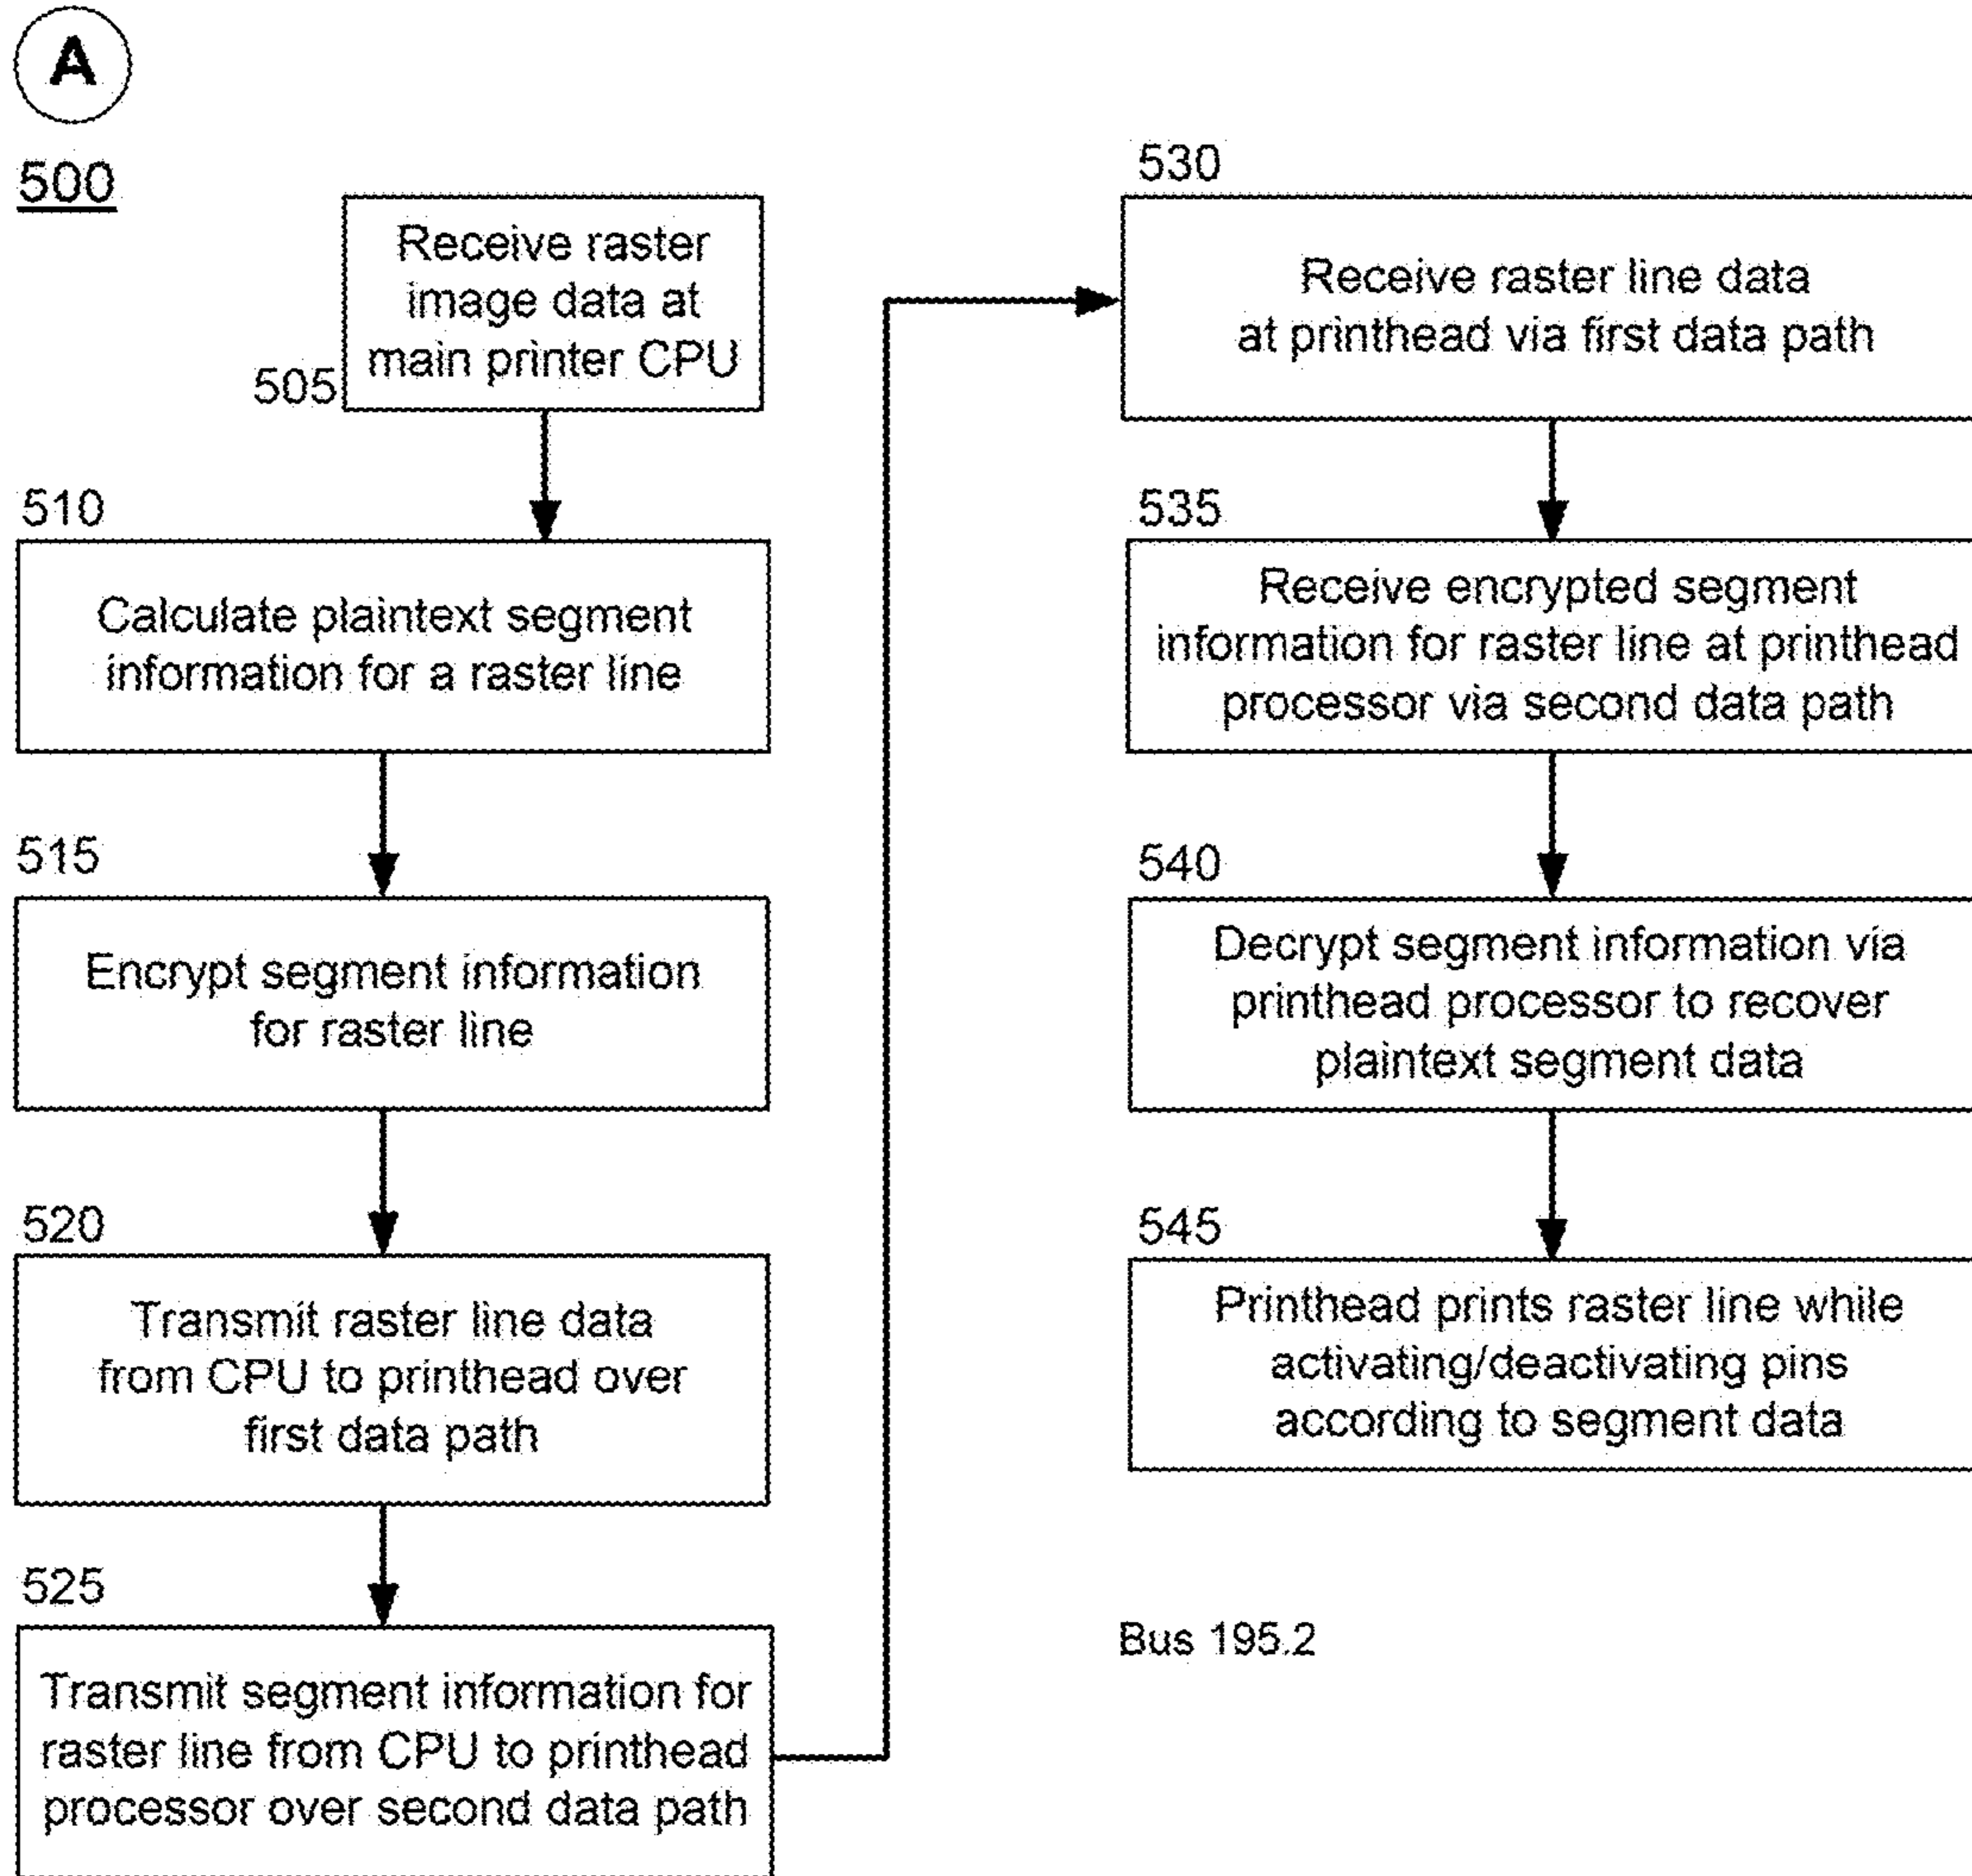 A
500
505
Receive raster
image data at
main printer CPU
510
Calculate plaintext segment
information for a raster line
515
Encrypt segment information
for raster line
520
Transmit raster line data
from CPU to printhead over
first data path
525
Transmit segment information for
raster line from CPU to printhead
processor over second data path
530
Receive raster line data
at printhead via first data path
535
Receive encrypted segment
information for raster line at printhead
processor via second data path
540
Decrypt segment information via
printhead processor to recover
plaintext segment data
545
Printhead prints raster line while
activating/deactivating pins
according to segment data
Bus 195.2